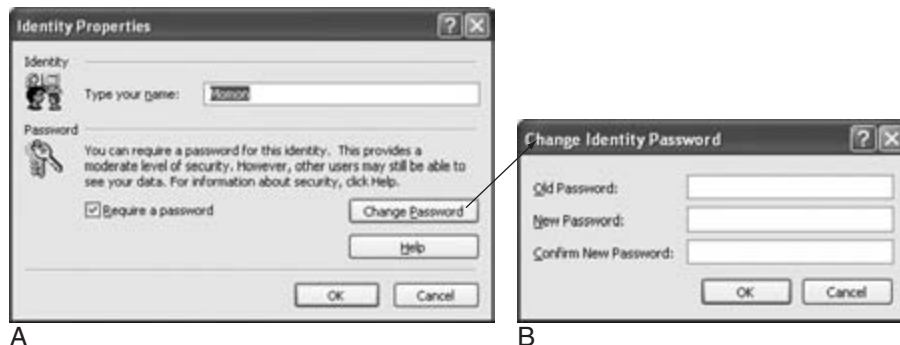 Identity Properties
Identity
Type your name: Momon
Password
You can require a password for this identity. This provides a
moderate level of security. However, other users may still be able to
see your data. For information about security, click Help.
Require a password
Change Password
Help
OK Cancel
A
Change Identity Password
Old Password:
New Password:
Confirm New Password:
OK Cancel
B